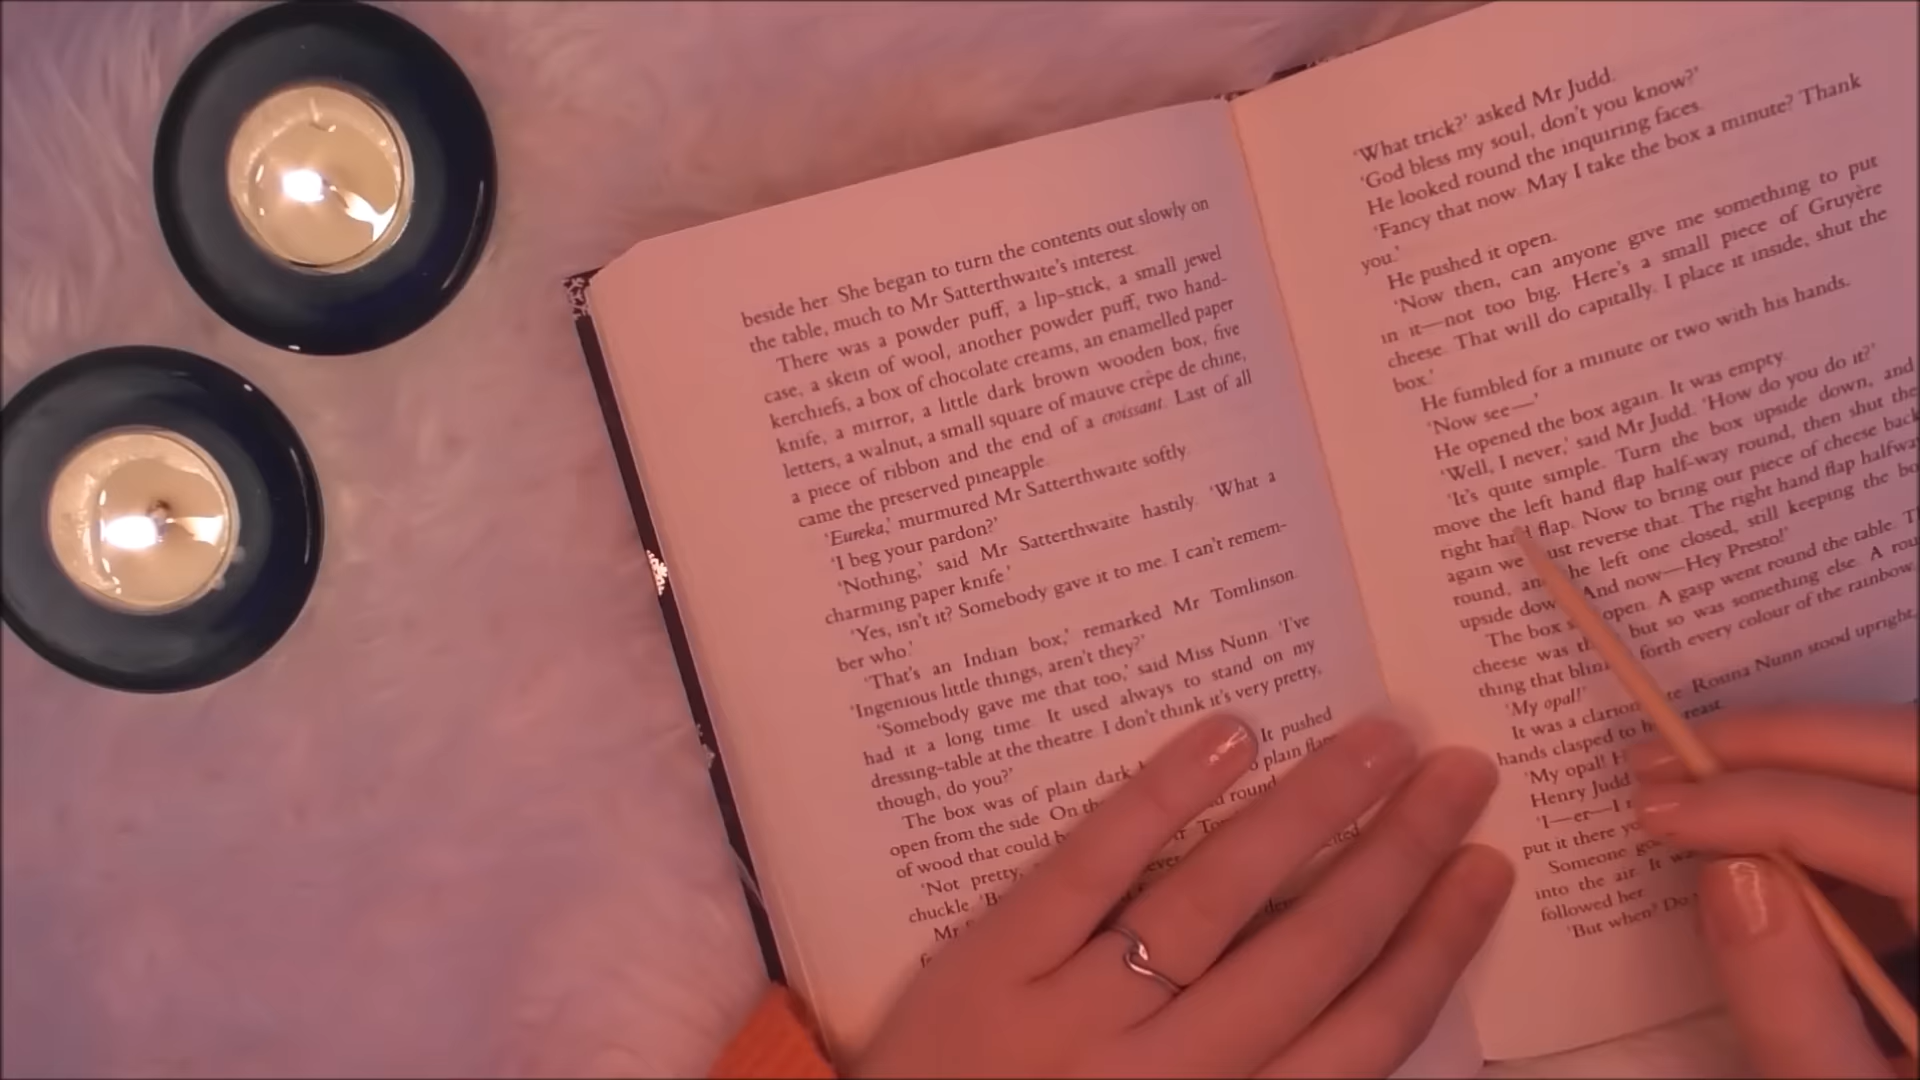 beside her. She began to turn the contents out slowly on
the table, much to Mr Satterthwaite's interest.
There was a powder puff, a lip-stick, a small jewel
case, a skein of wool, another powder puff, two hand-
kerchiefs, a box of chocolate creams, an enamelled paper
knife, a mirror, a little dark brown wooden box, five
letters, a walnut, a small square of mauve crêpe de chine,
a piece of ribbon and the end of a croissant. Last of all
came the preserved pineapple.
'Eureka,' murmured Mr Satterthwaite softly.
'I beg your pardon?'
'Nothing,' said Mr Satterthwaite hastily. 'What a
charming paper knife.'
'Yes, isn't it? Somebody gave it to me. I can't remem-
ber who.'
'That's an Indian box,' remarked Mr Tomlinson.
'Ingenious little things, aren't they?'
'Somebody gave me that too,' said Miss Nunn. 'I've
had it a long time. It used always to stand on my
dressing-table at the theatre. I don't think it's very pretty,
though, do you?'
The box was of plain dark It pushed
open from the side. On plain flaps
of wood that could round
'Not pretty,
chuckle.
Mr
'What trick?' asked Mr Judd.
'God bless my soul, don't you know?'
He looked round the inquiring faces.
'Fancy that now. May I take the box a minute? Thank
you.'
He pushed it open.
'Now then, can anyone give me something to put
in it—not too big. Here's a small piece of Gruyère
cheese. That will do capitally. I place it inside, shut the
box.'
He fumbled for a minute or two with his hands.
'Now see—'
He opened the box again. It was empty.
'Well, I never,' said Mr Judd. 'How do you do it?'
'It's quite simple. Turn the box upside down, and
move the left hand flap half-way round, then shut the
right hand flap. Now to bring our piece of cheese back
again we must reverse that. The right hand flap halfway
round, and the left one closed, still keeping the
upside down. And now—Hey Presto!'
The box open. A gasp went round the table.
cheese was but so was something else. A
thing that forth every colour of the rainbow.
'My opal!'
It was a clarion Rosina Nunn stood upright,
hands clasped to
'My opal!
Henry Judd
'I—er—I
put it there
Someone
into the air. It
followed her.
'But when?